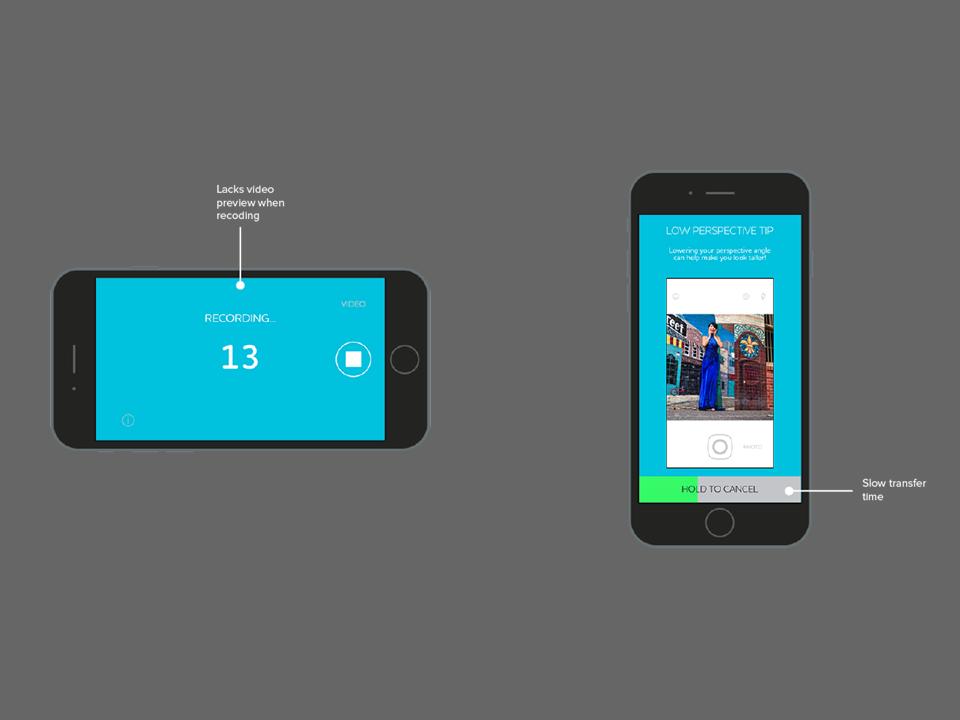 Lacks video
preview when
recoding
VIDEO
RECORDING...
13
LOW PERSPECTIVE TIP
Lowering your perspective angle
can help make you look taller!
reet
PHOTO
HOLD TO CANCEL
Slow transfer
time